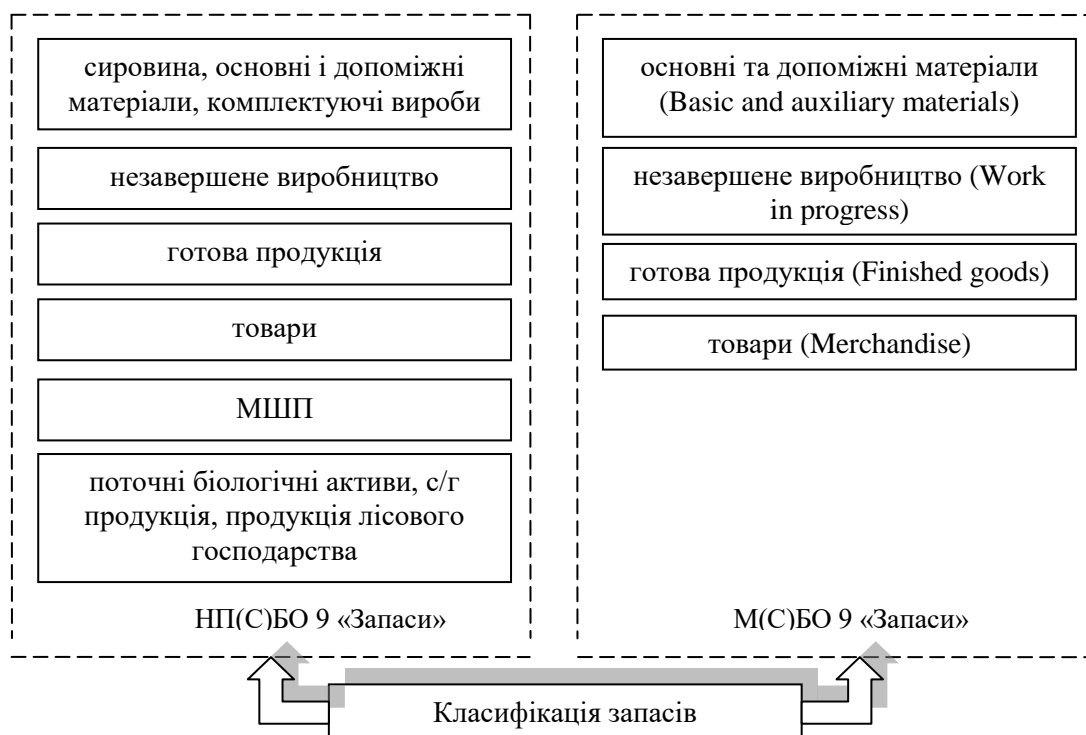 сировина, основні і допоміжні
матеріали, комплектуючі вироби
незавершене виробництво
готова продукція
товари
МШП
поточні біологічні активи, с/г
продукція, продукція лісового
господарства
НП(С)БО 9 «Запаси»
основні та допоміжні матеріали
(Basic and auxiliary materials)
незавершене виробництво (Work
in progress)
готова продукція (Finished goods)
товари (Merchandise)
М(С)БО 9 «Запаси»
Класифікація запасів